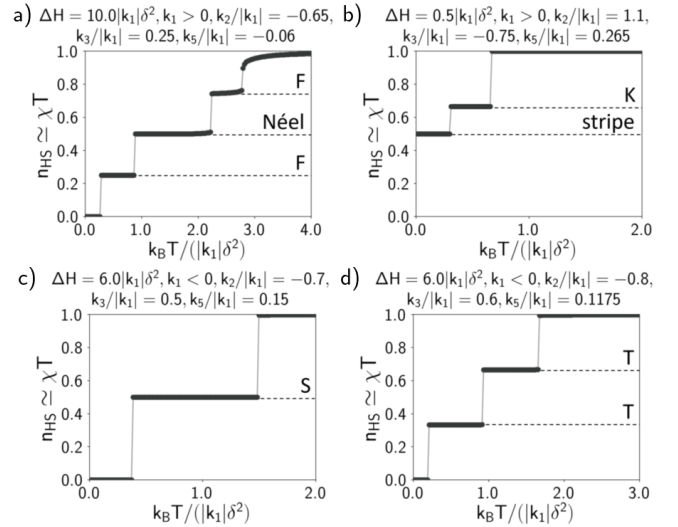 a) ΔH = 10.0|k₁|δ², k₁ > 0, k₂/|k₁| = −0.65,
k₃/|k₁| = 0.25, k₅/|k₁| = −0.06
1.0
0.8
0.6
0.4
0.2
0.0
n_HS ≃ χT
F
Néel
F
0.0 1.0 2.0 3.0 4.0
k_BT/(|k₁|δ²)
b) ΔH = 0.5|k₁|δ², k₁ > 0, k₂/|k₁| = 1.1,
k₃/|k₁| = −0.75, k₅/|k₁| = 0.265
1.0
0.8
0.6
0.4
0.2
0.0
n_HS ≃ χT
K
stripe
0.0 1.0 2.0
k_BT/(|k₁|δ²)
c) ΔH = 6.0|k₁|δ², k₁ < 0, k₂/|k₁| = −0.7,
k₃/|k₁| = 0.5, k₅/|k₁| = 0.15
1.0
0.8
0.6
0.4
0.2
0.0
n_HS ≃ χT
S
0.0 1.0 2.0
k_BT/(|k₁|δ²)
d) ΔH = 6.0|k₁|δ², k₁ < 0, k₂/|k₁| = −0.8,
k₃/|k₁| = 0.6, k₅/|k₁| = 0.1175
1.0
0.8
0.6
0.4
0.2
0.0
n_HS ≃ χT
T
T
0.0 1.0 2.0 3.0
k_BT/(|k₁|δ²)